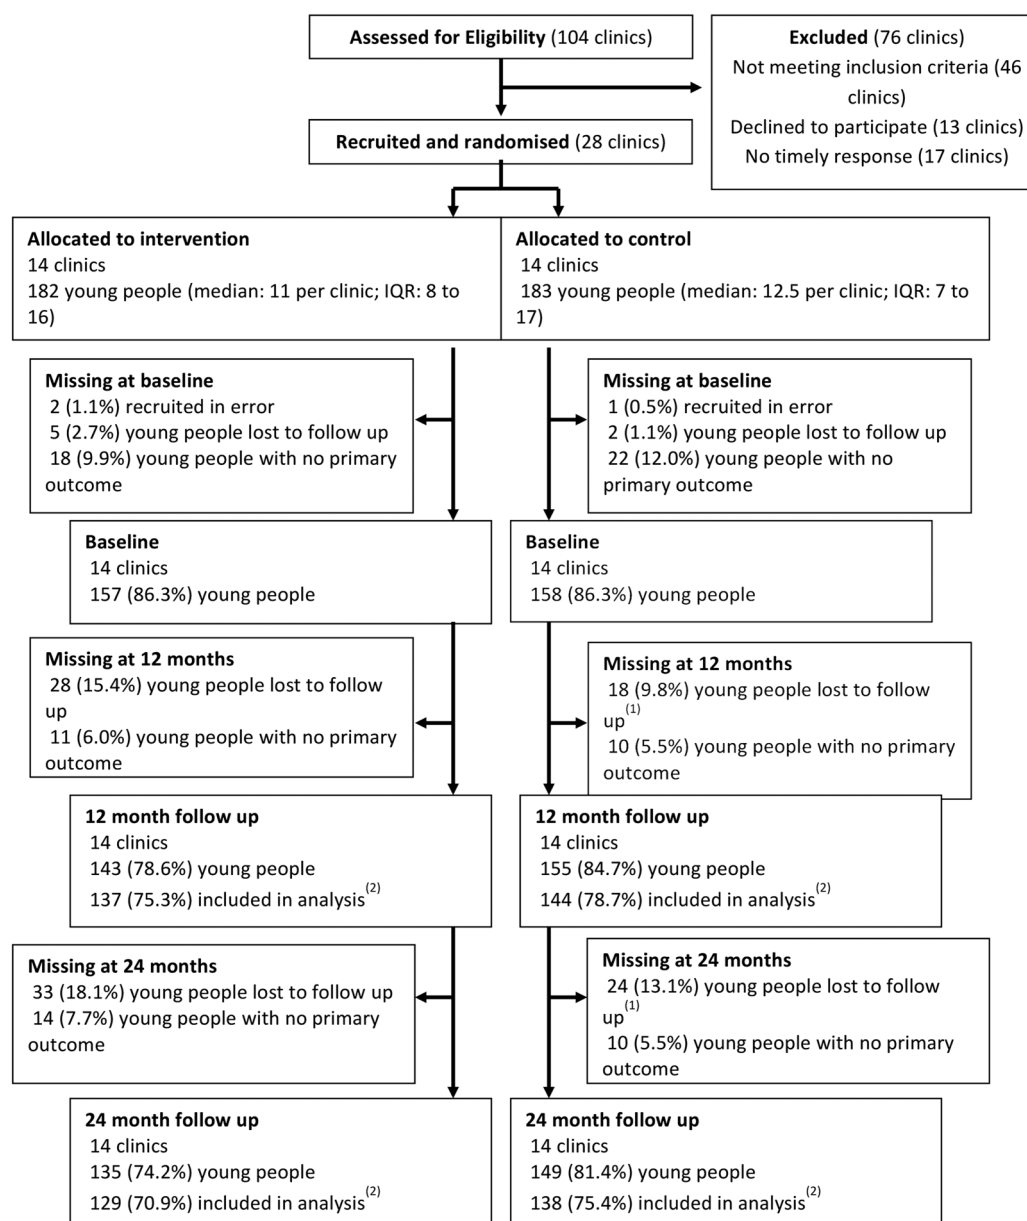 Assessed for Eligibility (104 clinics)
Excluded (76 clinics)
Not meeting inclusion criteria (46
clinics)
Declined to participate (13 clinics)
No timely response (17 clinics)
Recruited and randomised (28 clinics)
Allocated to intervention
14 clinics
182 young people (median: 11 per clinic; IQR: 8 to
16)
Allocated to control
14 clinics
183 young people (median: 12.5 per clinic; IQR: 7 to
17)
Missing at baseline
2 (1.1%) recruited in error
5 (2.7%) young people lost to follow up
18 (9.9%) young people with no primary
outcome
Missing at baseline
1 (0.5%) recruited in error
2 (1.1%) young people lost to follow up
22 (12.0%) young people with no
primary outcome
Baseline
14 clinics
157 (86.3%) young people
Baseline
14 clinics
158 (86.3%) young people
Missing at 12 months
28 (15.4%) young people lost to follow
up
11 (6.0%) young people with no primary
outcome
Missing at 12 months
18 (9.8%) young people lost to follow
up(1)
10 (5.5%) young people with no primary
outcome
12 month follow up
14 clinics
143 (78.6%) young people
137 (75.3%) included in analysis(2)
12 month follow up
14 clinics
155 (84.7%) young people
144 (78.7%) included in analysis(2)
Missing at 24 months
33 (18.1%) young people lost to follow up
14 (7.7%) young people with no primary
outcome
Missing at 24 months
24 (13.1%) young people lost to follow
up(1)
10 (5.5%) young people with no primary
outcome
24 month follow up
14 clinics
135 (74.2%) young people
129 (70.9%) included in analysis(2)
24 month follow up
14 clinics
149 (81.4%) young people
138 (75.4%) included in analysis(2)